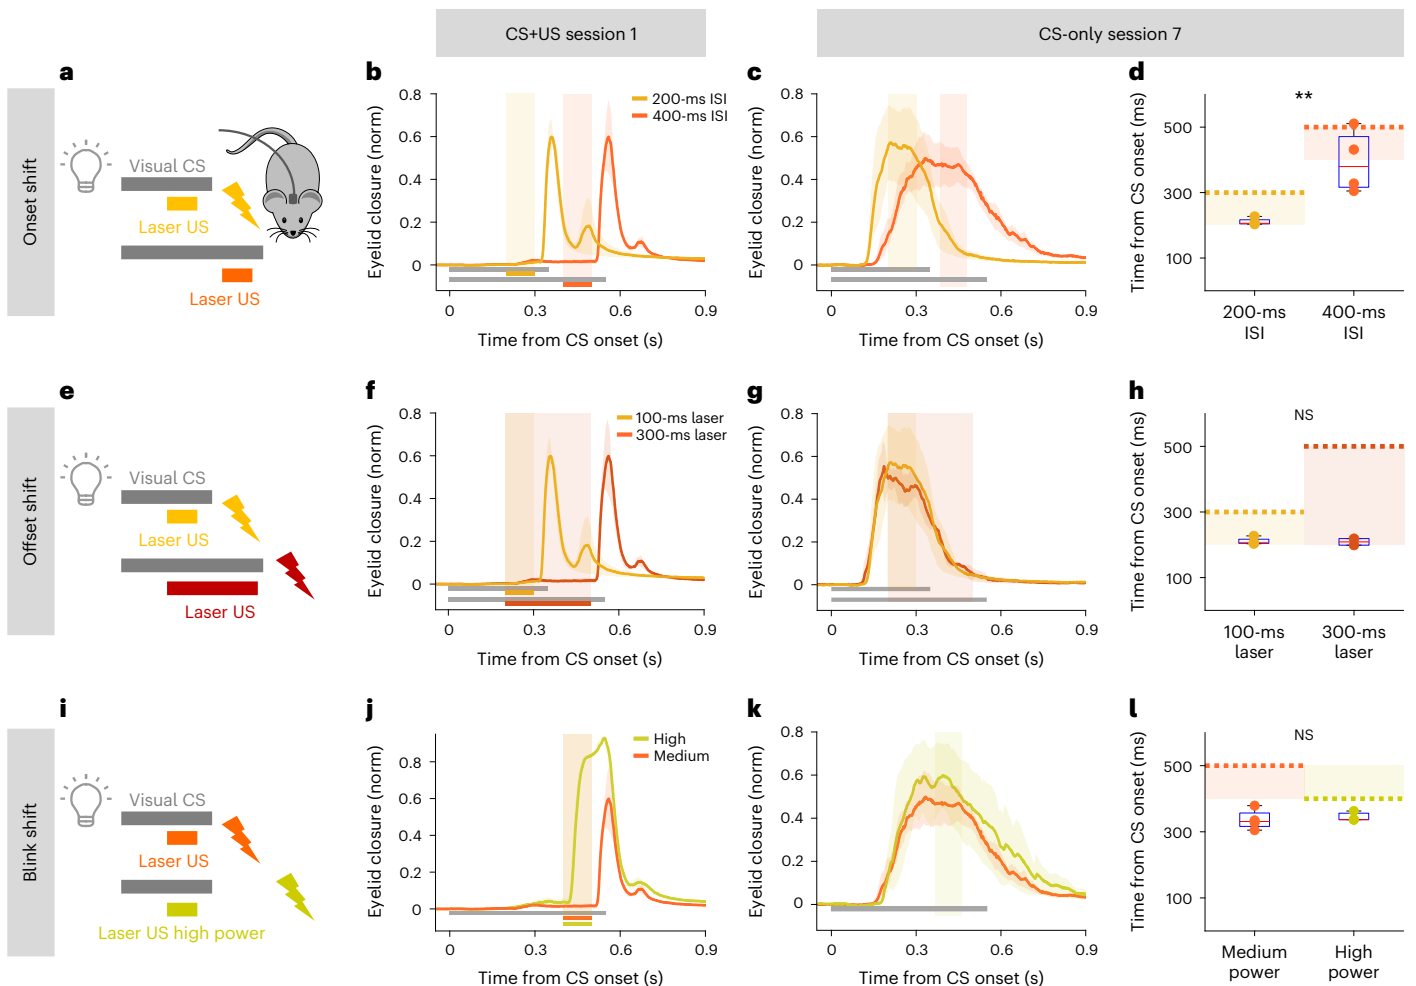 CS+US session 1
CS-only session 7
Onset shift
a
Visual CS
Laser US
Laser US
b
Eyelid closure (norm)
0.8
0.6
0.4
0.2
0
200-ms ISI
400-ms ISI
0
0.3
0.6
0.9
Time from CS onset (s)
c
Eyelid closure (norm)
0.8
0.6
0.4
0.2
0
0
0.3
0.6
0.9
Time from CS onset (s)
d
Time from CS onset (ms)
**
500
300
100
200-ms
ISI
400-ms
ISI
Offset shift
e
Visual CS
Laser US
Laser US
f
Eyelid closure (norm)
0.8
0.6
0.4
0.2
0
100-ms laser
300-ms laser
0
0.3
0.6
0.9
Time from CS onset (s)
g
Eyelid closure (norm)
0.8
0.6
0.4
0.2
0
0
0.3
0.6
0.9
Time from CS onset (s)
h
Time from CS onset (ms)
NS
500
300
100
100-ms
laser
300-ms
laser
Blink shift
i
Visual CS
Laser US
Laser US high power
j
Eyelid closure (norm)
0.8
0.6
0.4
0.2
0
High
Medium
0
0.3
0.6
0.9
Time from CS onset (s)
k
Eyelid closure (norm)
0.8
0.6
0.4
0.2
0
0
0.3
0.6
0.9
Time from CS onset (s)
l
Time from CS onset (ms)
NS
500
300
100
Medium
power
High
power